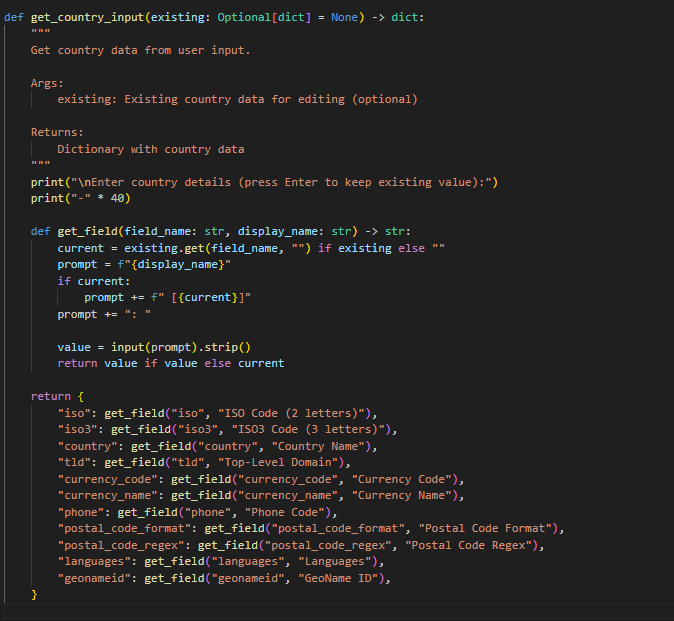 def get_country_input(existing: Optional[dict] = None) -> dict:
    """
    Get country data from user input.

    Args:
        existing: Existing country data for editing (optional)

    Returns:
        Dictionary with country data
    """
    print("\nEnter country details (press Enter to keep existing value):")
    print("-" * 40)

    def get_field(field_name: str, display_name: str) -> str:
        current = existing.get(field_name, "") if existing else ""
        prompt = f"{display_name}"
        if current:
            prompt += f" [{current}]"
        prompt += ": "

        value = input(prompt).strip()
        return value if value else current

    return {
        "iso": get_field("iso", "ISO Code (2 letters)"),
        "iso3": get_field("iso3", "ISO3 Code (3 letters)"),
        "country": get_field("country", "Country Name"),
        "tld": get_field("tld", "Top-Level Domain"),
        "currency_code": get_field("currency_code", "Currency Code"),
        "currency_name": get_field("currency_name", "Currency Name"),
        "phone": get_field("phone", "Phone Code"),
        "postal_code_format": get_field("postal_code_format", "Postal Code Format"),
        "postal_code_regex": get_field("postal_code_regex", "Postal Code Regex"),
        "languages": get_field("languages", "Languages"),
        "geonameid": get_field("geonameid", "GeoName ID"),
    }